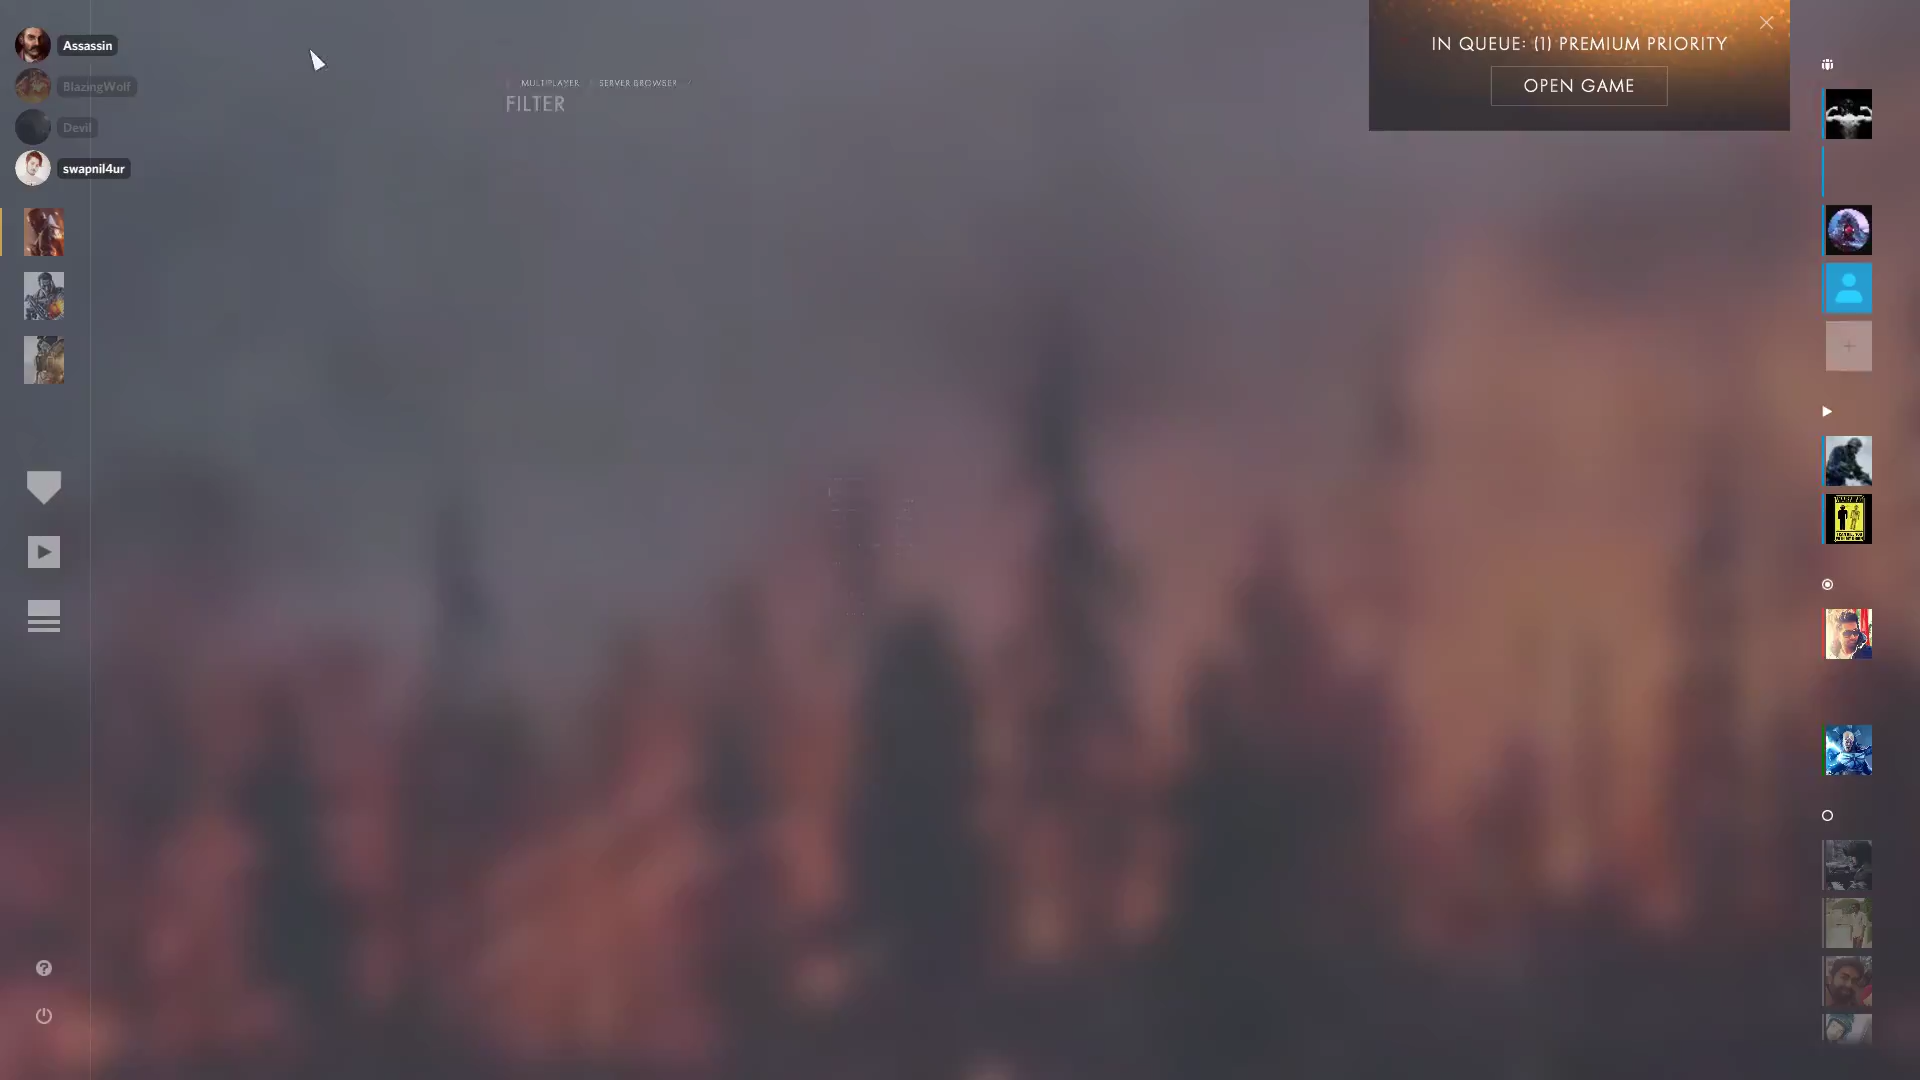 Assassin
BlazingWolf
Devil
swapnil4ur
MULTIPLAYER
SERVER BROWSER
FILTER
IN QUEUE: (1) PREMIUM PRIORITY
OPEN GAME